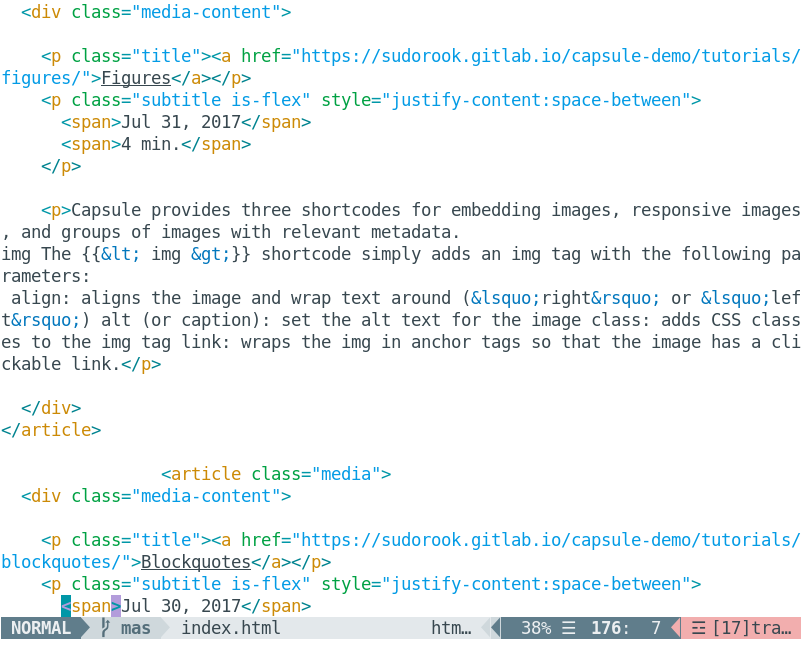 <div class="media-content">
<p class="title"><a href="https://sudorook.gitlab.io/capsule-demo/tutorials/
figures/">Figures</a></p>
<p class="subtitle is-flex" style="justify-content:space-between">
<span>Jul 31, 2017</span>
<span>4 min.</span>
</p>
<p>Capsule provides three shortcodes for embedding images, responsive images
, and groups of images with relevant metadata.
img The {{&lt; img &gt;}} shortcode simply adds an img tag with the following pa
rameters:
align: aligns the image and wrap text around (&lsquo;right&rsquo; or &lsquo;lef
t&rsquo;) alt (or caption): set the alt text for the image class: adds CSS class
es to the img tag link: wraps the img in anchor tags so that the image has a cli
ckable link.</p>
</div>
</article>
<article class="media">
<div class="media-content">
<p class="title"><a href="https://sudorook.gitlab.io/capsule-demo/tutorials/
blockquotes/">Blockquotes</a></p>
<p class="subtitle is-flex" style="justify-content:space-between">
<span>Jul 30, 2017</span>
NORMAL mas index.html htm… 38% ☰ 176: 7 ☲ [17]tra…